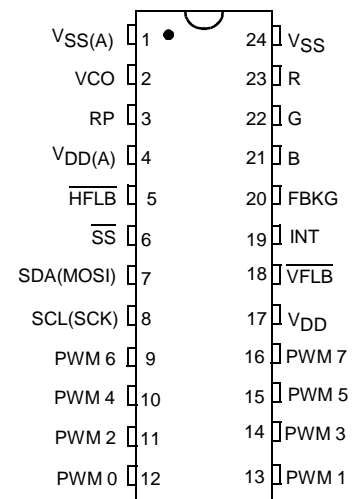 VSS(A) 1 24 VSS
VCO 2 23 R
RP 3 22 G
VDD(A) 4 21 B
HFLB 5 20 FBKG
SS 6 19 INT
SDA(MOSI) 7 18 VFLB
SCL(SCK) 8 17 VDD
PWM 6 9 16 PWM 7
PWM 4 10 15 PWM 5
PWM 2 11 14 PWM 3
PWM 0 12 13 PWM 1